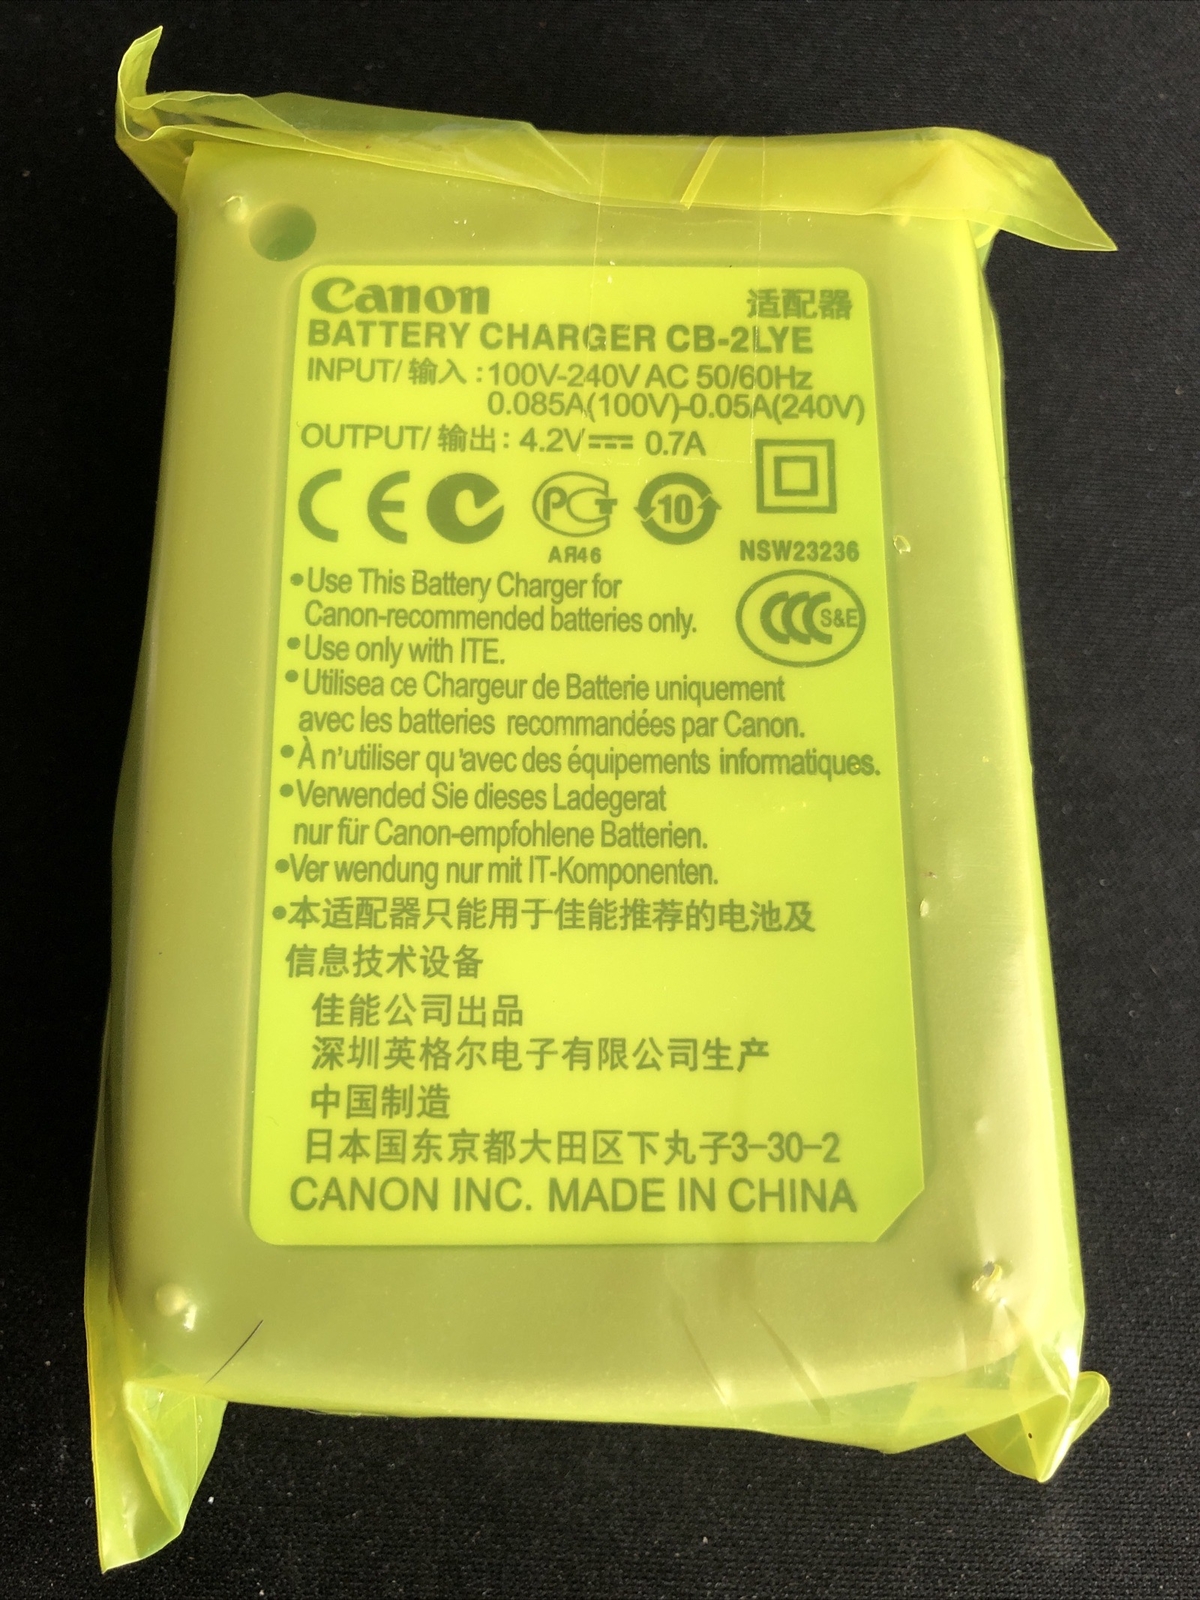 Canon 适配器
BATTERY CHARGER CB-2LYE
INPUT/ 输入 : 100V-240V AC 50/60Hz
0.085A(100V)-0.05A(240V)
OUTPUT/ 输出 : 4.2V⎓ 0.7A
CE PCT 10
АЯ46 NSW23236
•Use This Battery Charger for
Canon-recommended batteries only.
CCC S&E
•Use only with ITE.
•Utilisea ce Chargeur de Batterie uniquement
avec les batteries recommandées par Canon.
•À n'utiliser qu'avec des équipements informatiques.
•Verwended Sie dieses Ladegerat
nur für Canon-empfohlene Batterien.
•Ver wendung nur mit IT-Komponenten.
•本适配器只能用于佳能推荐的电池及
信息技术设备
佳能公司出品
深圳英格尔电子有限公司生产
中国制造
日本国东京都大田区下丸子3-30-2
CANON INC. MADE IN CHINA